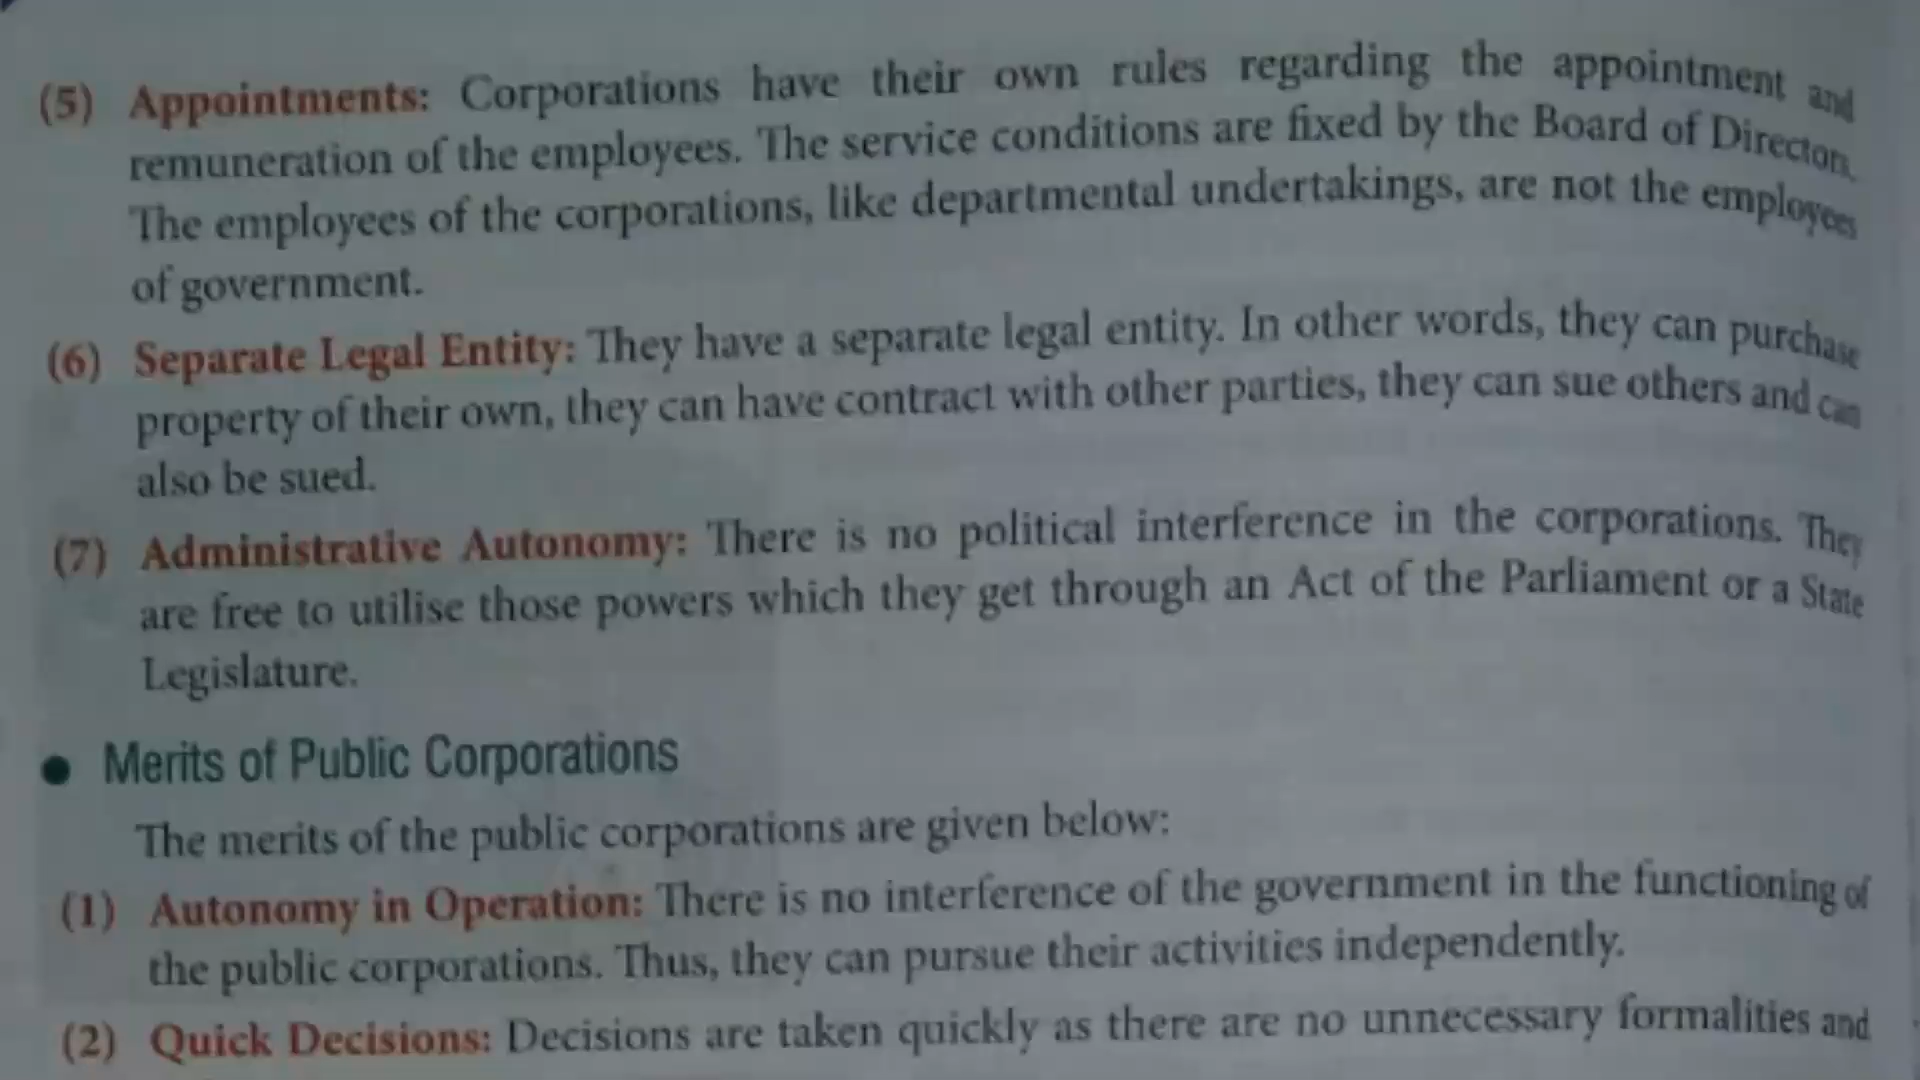 (5) Appointments: Corporations have their own rules regarding the appointment and
remuneration of the employees. The service conditions are fixed by the Board of Directors.
The employees of the corporations, like departmental undertakings, are not the employees
of government.
(6) Separate Legal Entity: They have a separate legal entity. In other words, they can purchase
property of their own, they can have contract with other parties, they can sue others and can
also be sued.
(7) Administrative Autonomy: There is no political interference in the corporations. They
are free to utilise those powers which they get through an Act of the Parliament or a State
Legislature.
● Merits of Public Corporations
The merits of the public corporations are given below:
(1) Autonomy in Operation: There is no interference of the government in the functioning of
the public corporations. Thus, they can pursue their activities independently.
(2) Quick Decisions: Decisions are taken quickly as there are no unnecessary formalities and